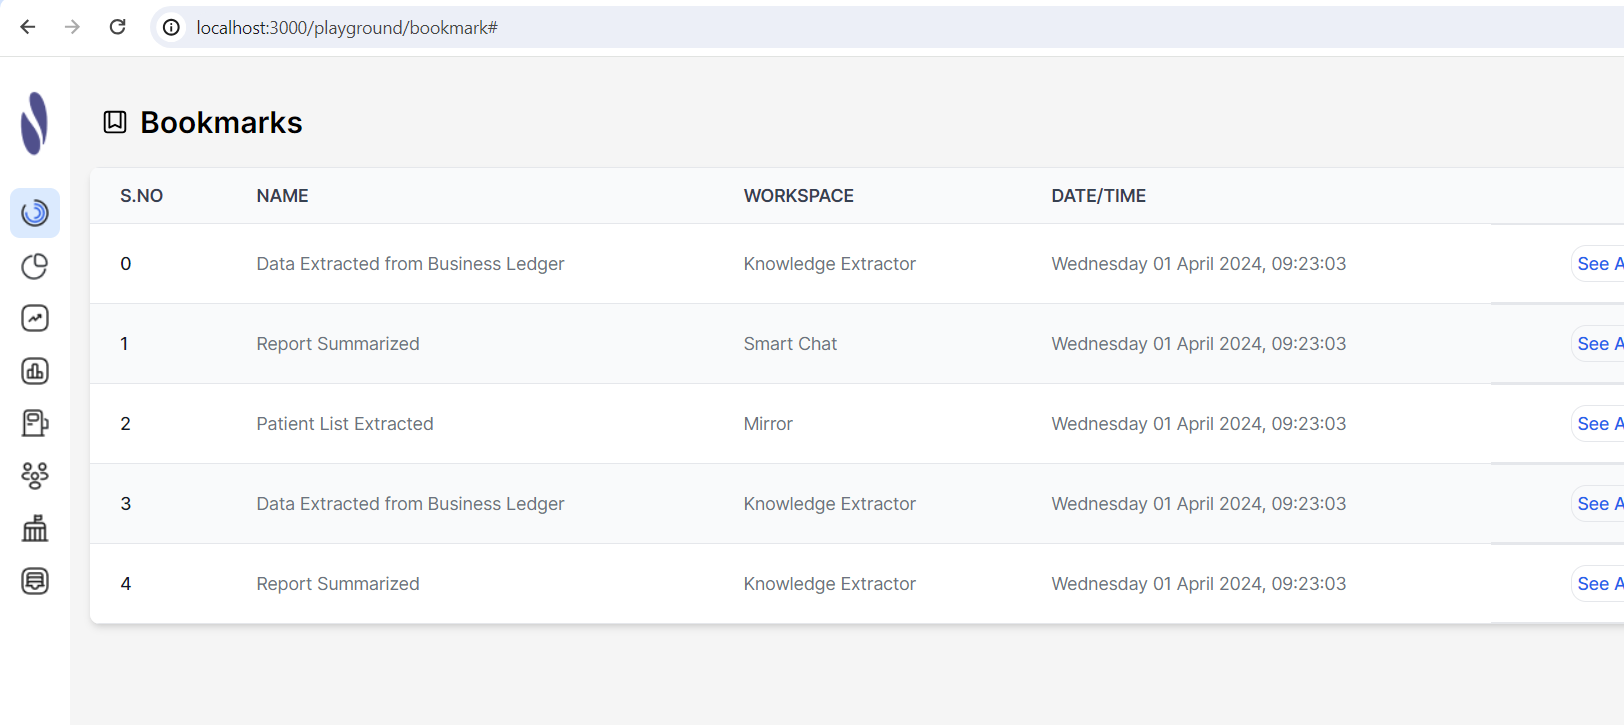 localhost:3000/playground/bookmark#
Bookmarks
S.NO NAME WORKSPACE DATE/TIME
0 Data Extracted from Business Ledger Knowledge Extractor Wednesday 01 April 2024, 09:23:03 See A
1 Report Summarized Smart Chat Wednesday 01 April 2024, 09:23:03 See A
2 Patient List Extracted Mirror Wednesday 01 April 2024, 09:23:03 See A
3 Data Extracted from Business Ledger Knowledge Extractor Wednesday 01 April 2024, 09:23:03 See A
4 Report Summarized Knowledge Extractor Wednesday 01 April 2024, 09:23:03 See A